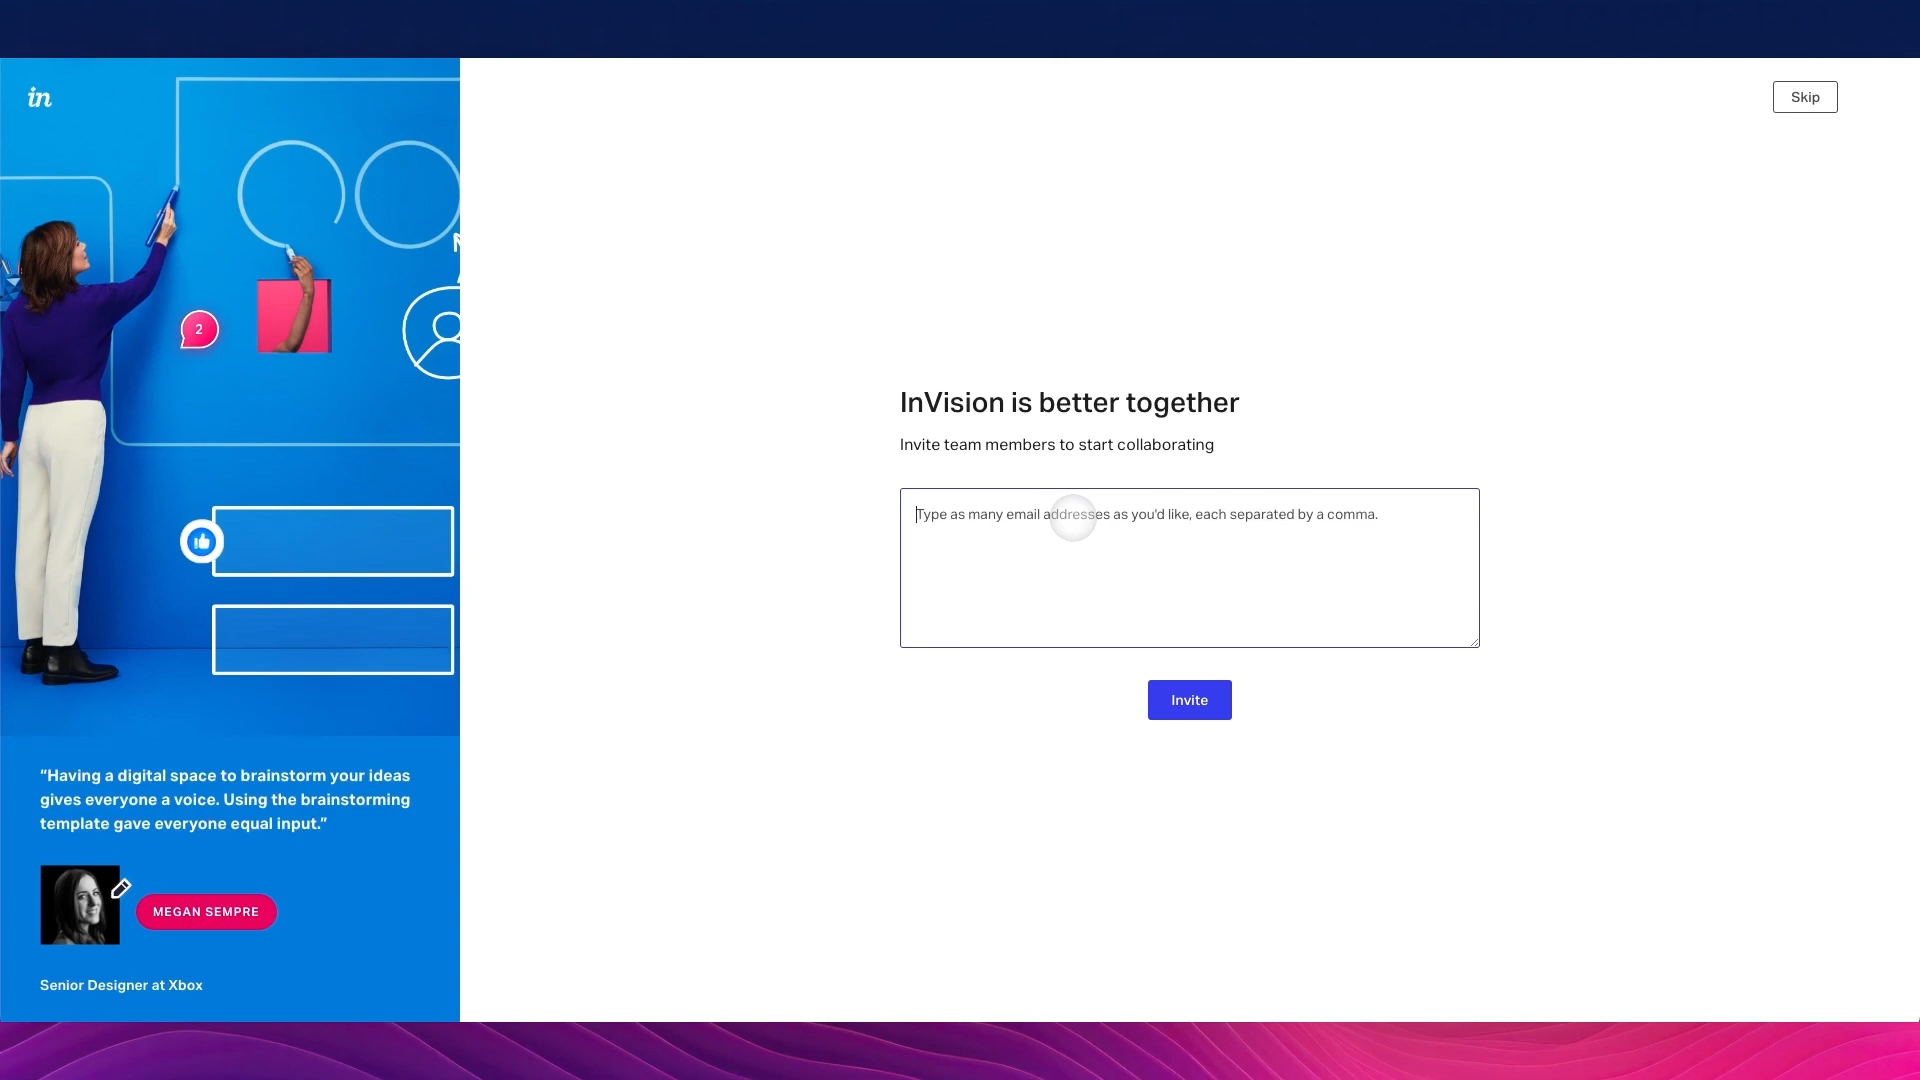 in
Skip
2
InVision is better together
Invite team members to start collaborating
Type as many email addresses as you'd like, each separated by a comma.
Invite
“Having a digital space to brainstorm your ideas
gives everyone a voice. Using the brainstorming
template gave everyone equal input.”
MEGAN SEMPRE
Senior Designer at Xbox